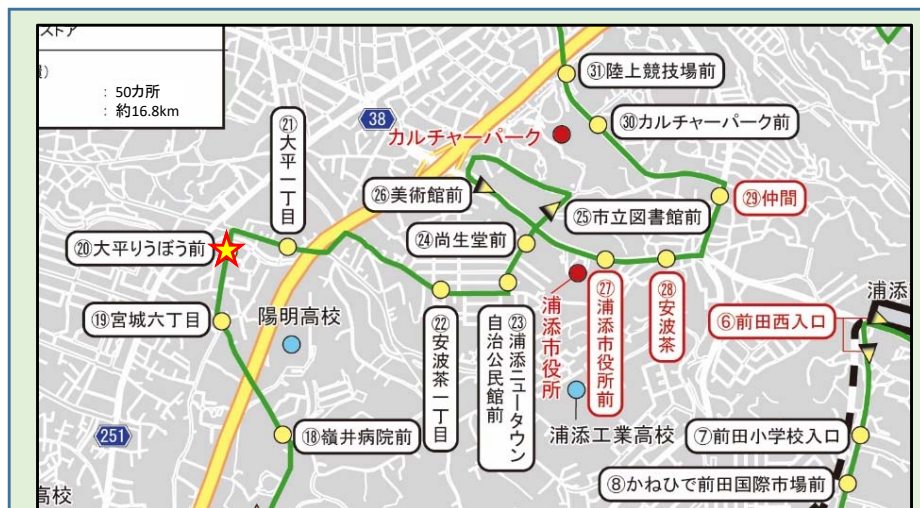 ストア
: 50カ所
: 約16.8km
㉛陸上競技場前
38
㉚カルチャーパーク前
カルチャーパーク
㉑大平一丁目
㉖美術館前
㉙仲間
㉕市立図書館前
⑳大平りうぼう前
㉔尚生堂前
浦添
⑲宮城六丁目
陽明高校
浦添市役所
㉗浦添市役所前
㉘安波茶
⑥前田西入口
㉒安波茶一丁目
㉓浦添ニュータウン
自治公民館前
251
⑱嶺井病院前
浦添工業高校
⑦前田小学校入口
⑧かねひで前田国際市場前
高校